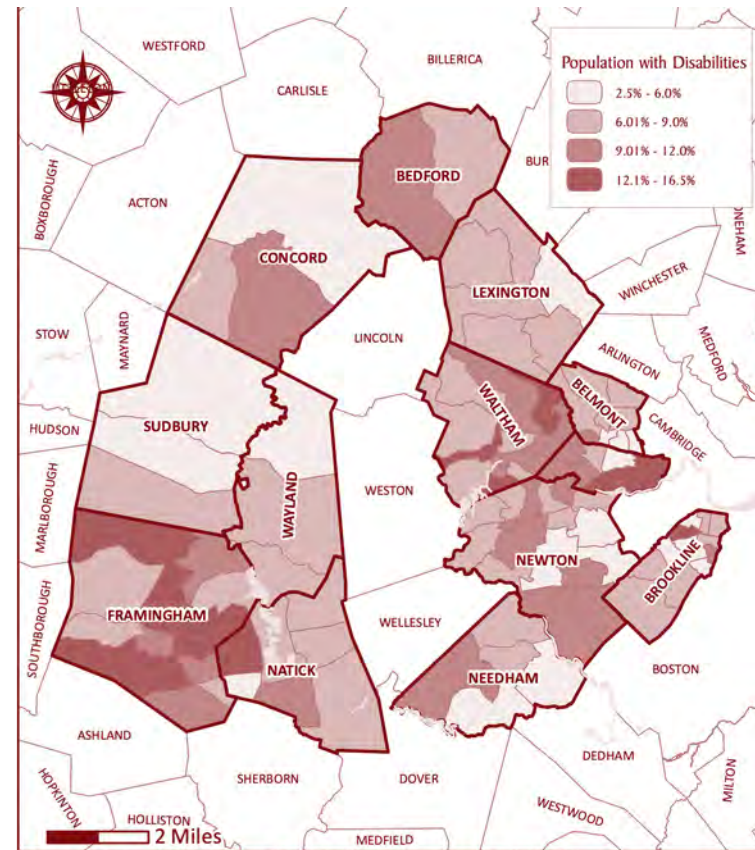 WESTFORD
BILLERICA
CARLISLE
Population with Disabilities
2.5% - 6.0%
6.01% - 9.0%
9.01% - 12.0%
12.1% - 16.5%
BOXBOROUGH
ACTON
BEDFORD
BUR
ONEHAM
CONCORD
LEXINGTON
WINCHESTER
STOW
MAYNARD
LINCOLN
MEDFORD
ARLINGTON
HUDSON
SUDBURY
WALTHAM
BELMONT
CAMBRIDGE
MARLBOROUGH
WAYLAND
WESTON
NEWTON
BROOKLINE
SOUTHBOROUGH
FRAMINGHAM
WELLESLEY
NATICK
NEEDHAM
BOSTON
ASHLAND
SHERBORN
DOVER
DEDHAM
MILTON
HOPKINTON
HOLLISTON
WESTWOOD
2 Miles
MEDFIELD